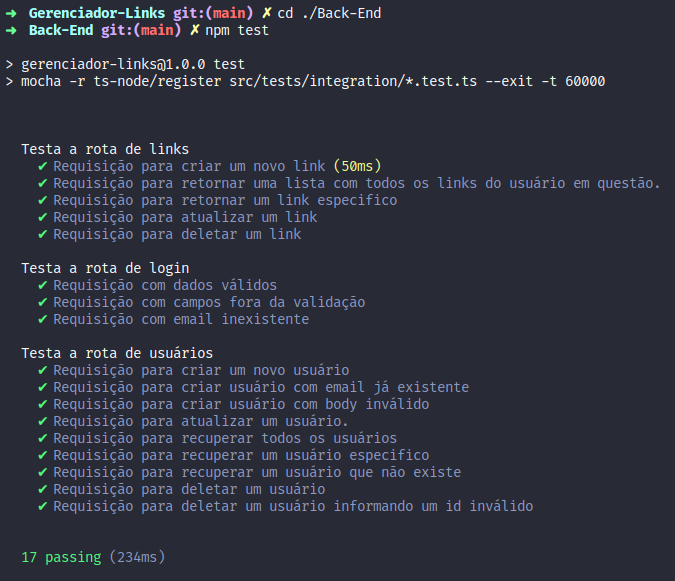 ➜ Gerenciador-Links git:(main) ✗ cd ./Back-End
➜ Back-End git:(main) ✗ npm test
> gerenciador-links@1.0.0 test
> mocha -r ts-node/register src/tests/integration/*.test.ts --exit -t 60000
Testa a rota de links
✔ Requisição para criar um novo link (50ms)
✔ Requisição para retornar uma lista com todos os links do usuário em questão.
✔ Requisição para retornar um link especifico
✔ Requisição para atualizar um link
✔ Requisição para deletar um link
Testa a rota de login
✔ Requisição com dados válidos
✔ Requisição com campos fora da validação
✔ Requisição com email inexistente
Testa a rota de usuários
✔ Requisição para criar um novo usuário
✔ Requisição para criar usuário com email já existente
✔ Requisição para criar usuário com body inválido
✔ Requisição para atualizar um usuário.
✔ Requisição para recuperar todos os usuários
✔ Requisição para recuperar um usuário especifico
✔ Requisição para recuperar um usuário que não existe
✔ Requisição para deletar um usuário
✔ Requisição para deletar um usuário informando um id inválido
17 passing (234ms)